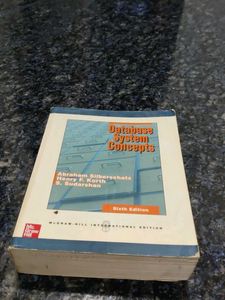 Database
System
Concepts
Abraham Silberschatz
Henry F. Korth
S. Sudarshan
Sixth Edition
McGRAW-HILL INTERNATIONAL EDITION